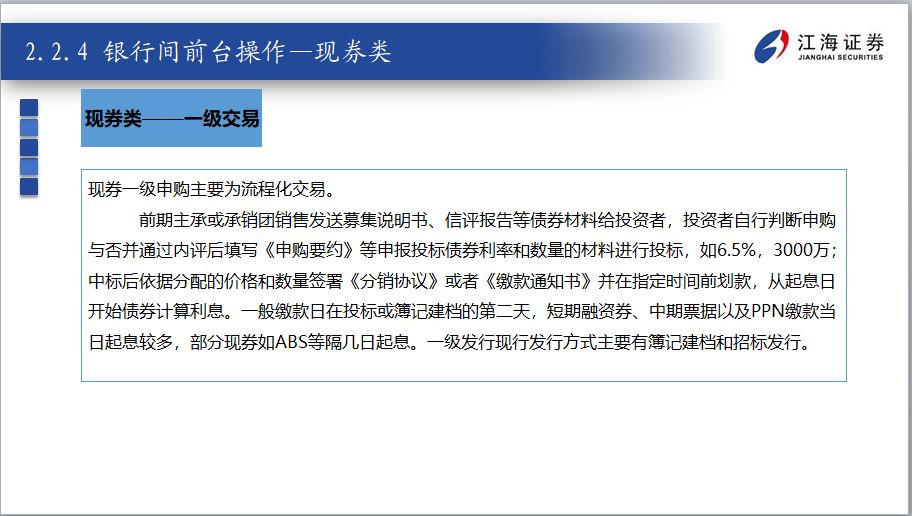 2.2.4 银行间前台操作—现券类
江海证券
JIANGHAI SECURITIES
现券类——一级交易
现券一级申购主要为流程化交易。
前期主承或承销团销售发送募集说明书、信评报告等债券材料给投资者，投资者自行判断申购
与否并通过内评后填写《申购要约》等申报投标债券利率和数量的材料进行投标，如6.5%，3000万；
中标后依据分配的价格和数量签署《分销协议》或者《缴款通知书》并在指定时间前划款，从起息日
开始债券计算利息。一般缴款日在投标或簿记建档的第二天，短期融资券、中期票据以及PPN缴款当
日起息较多，部分现券如ABS等隔几日起息。一级发行现行发行方式主要有簿记建档和招标发行。